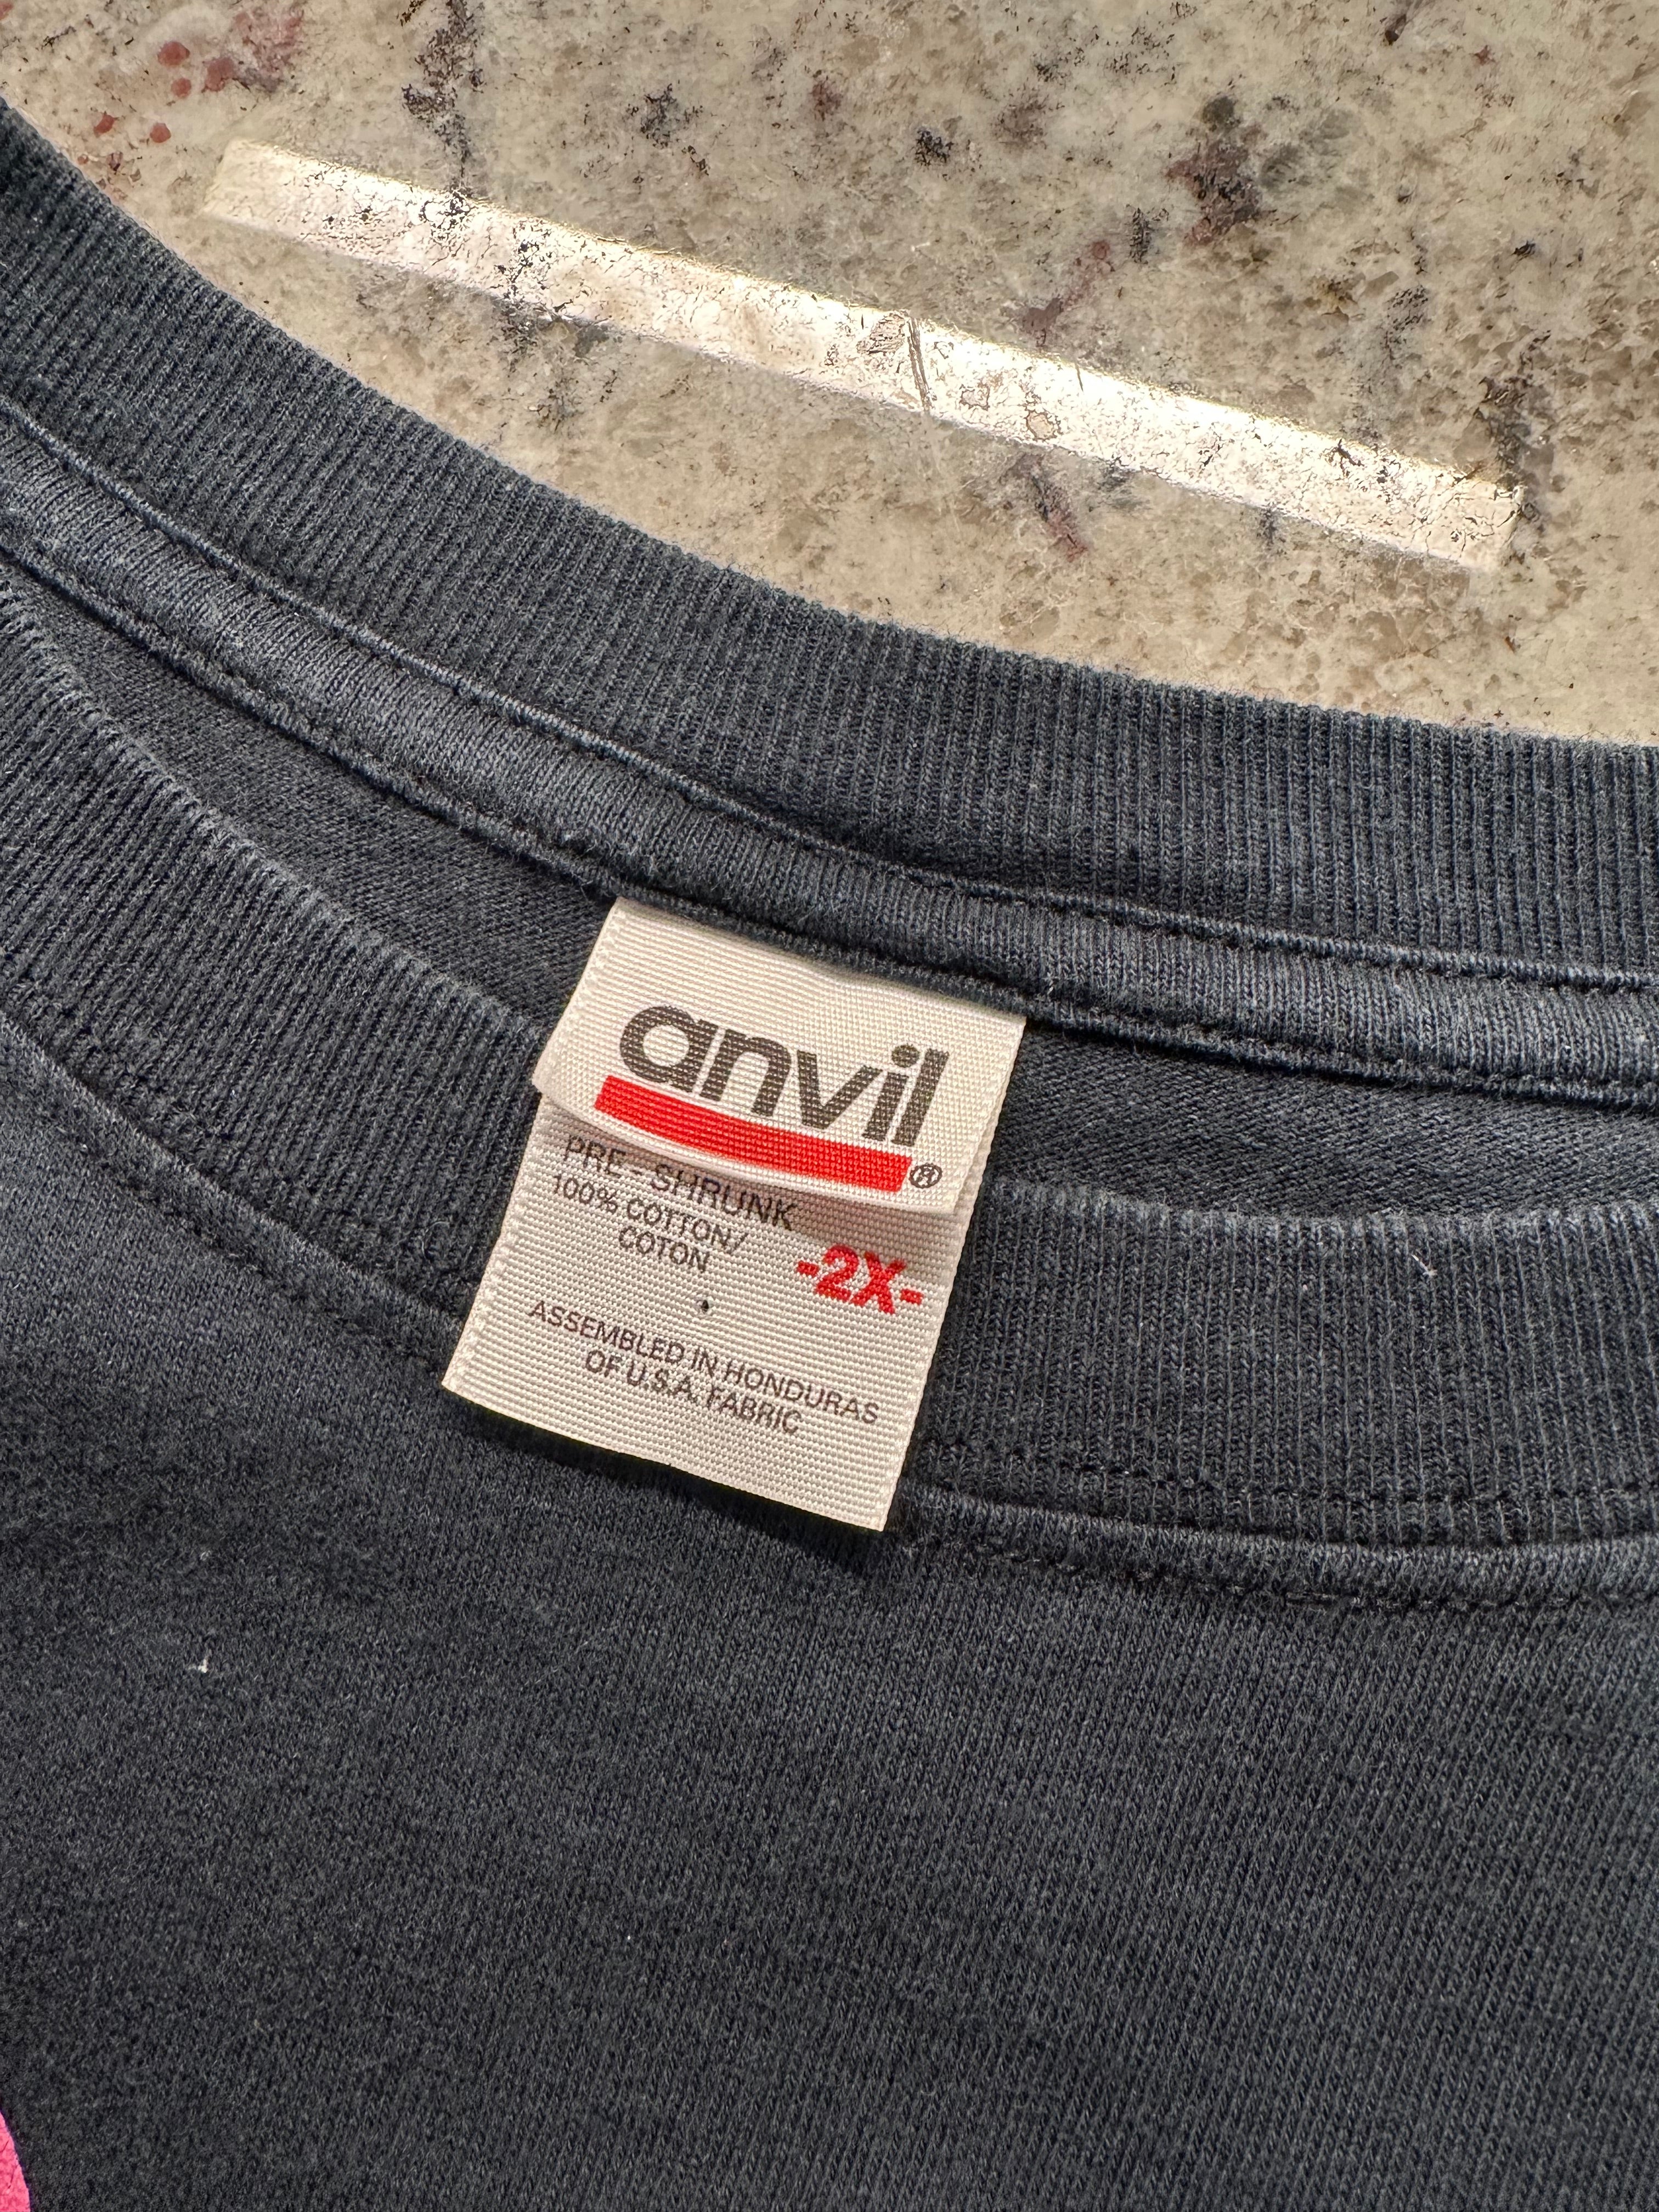 anvil®
PRE-SHRUNK
100% COTTON/
COTON
-2X-
ASSEMBLED IN HONDURAS
OF U.S.A. FABRIC